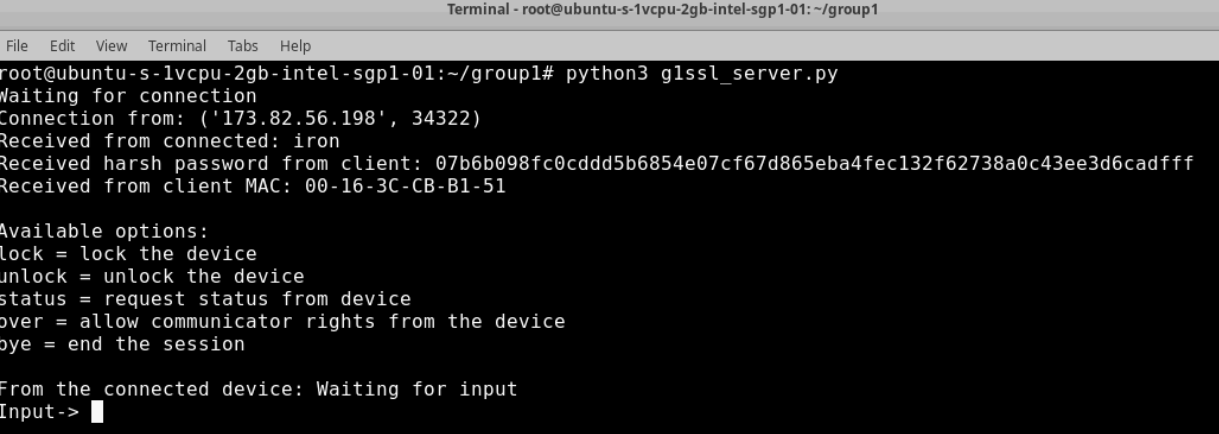 Terminal - root@ubuntu-s-1vcpu-2gb-intel-sgp1-01: ~/group1
File Edit View Terminal Tabs Help
root@ubuntu-s-1vcpu-2gb-intel-sgp1-01:~/group1# python3 g1ssl_server.py
Waiting for connection
Connection from: ('173.82.56.198', 34322)
Received from connected: iron
Received harsh password from client: 07b6b098fc0cddd5b6854e07cf67d865eba4fec132f62738a0c43ee3d6cadfff
Received from client MAC: 00-16-3C-CB-B1-51
Available options:
lock = lock the device
unlock = unlock the device
status = request status from device
over = allow communicator rights from the device
bye = end the session
From the connected device: Waiting for input
Input->